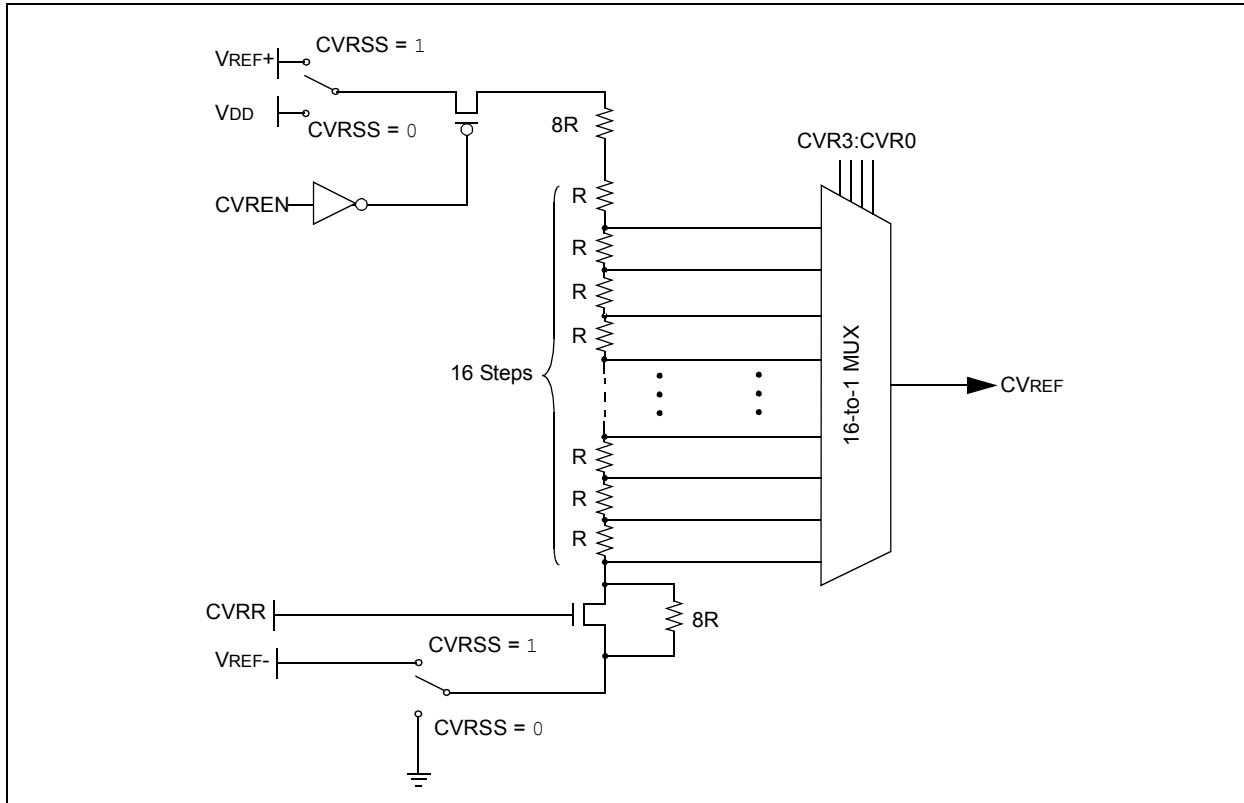 CVRSS = 1
VREF+
VDD
CVRSS = 0
8R
CVR3:CVR0
CVREN
R
R
R
R
16 Steps
16-to-1 MUX
CVREF
R
R
R
CVRR
8R
CVRSS = 1
VREF-
CVRSS = 0